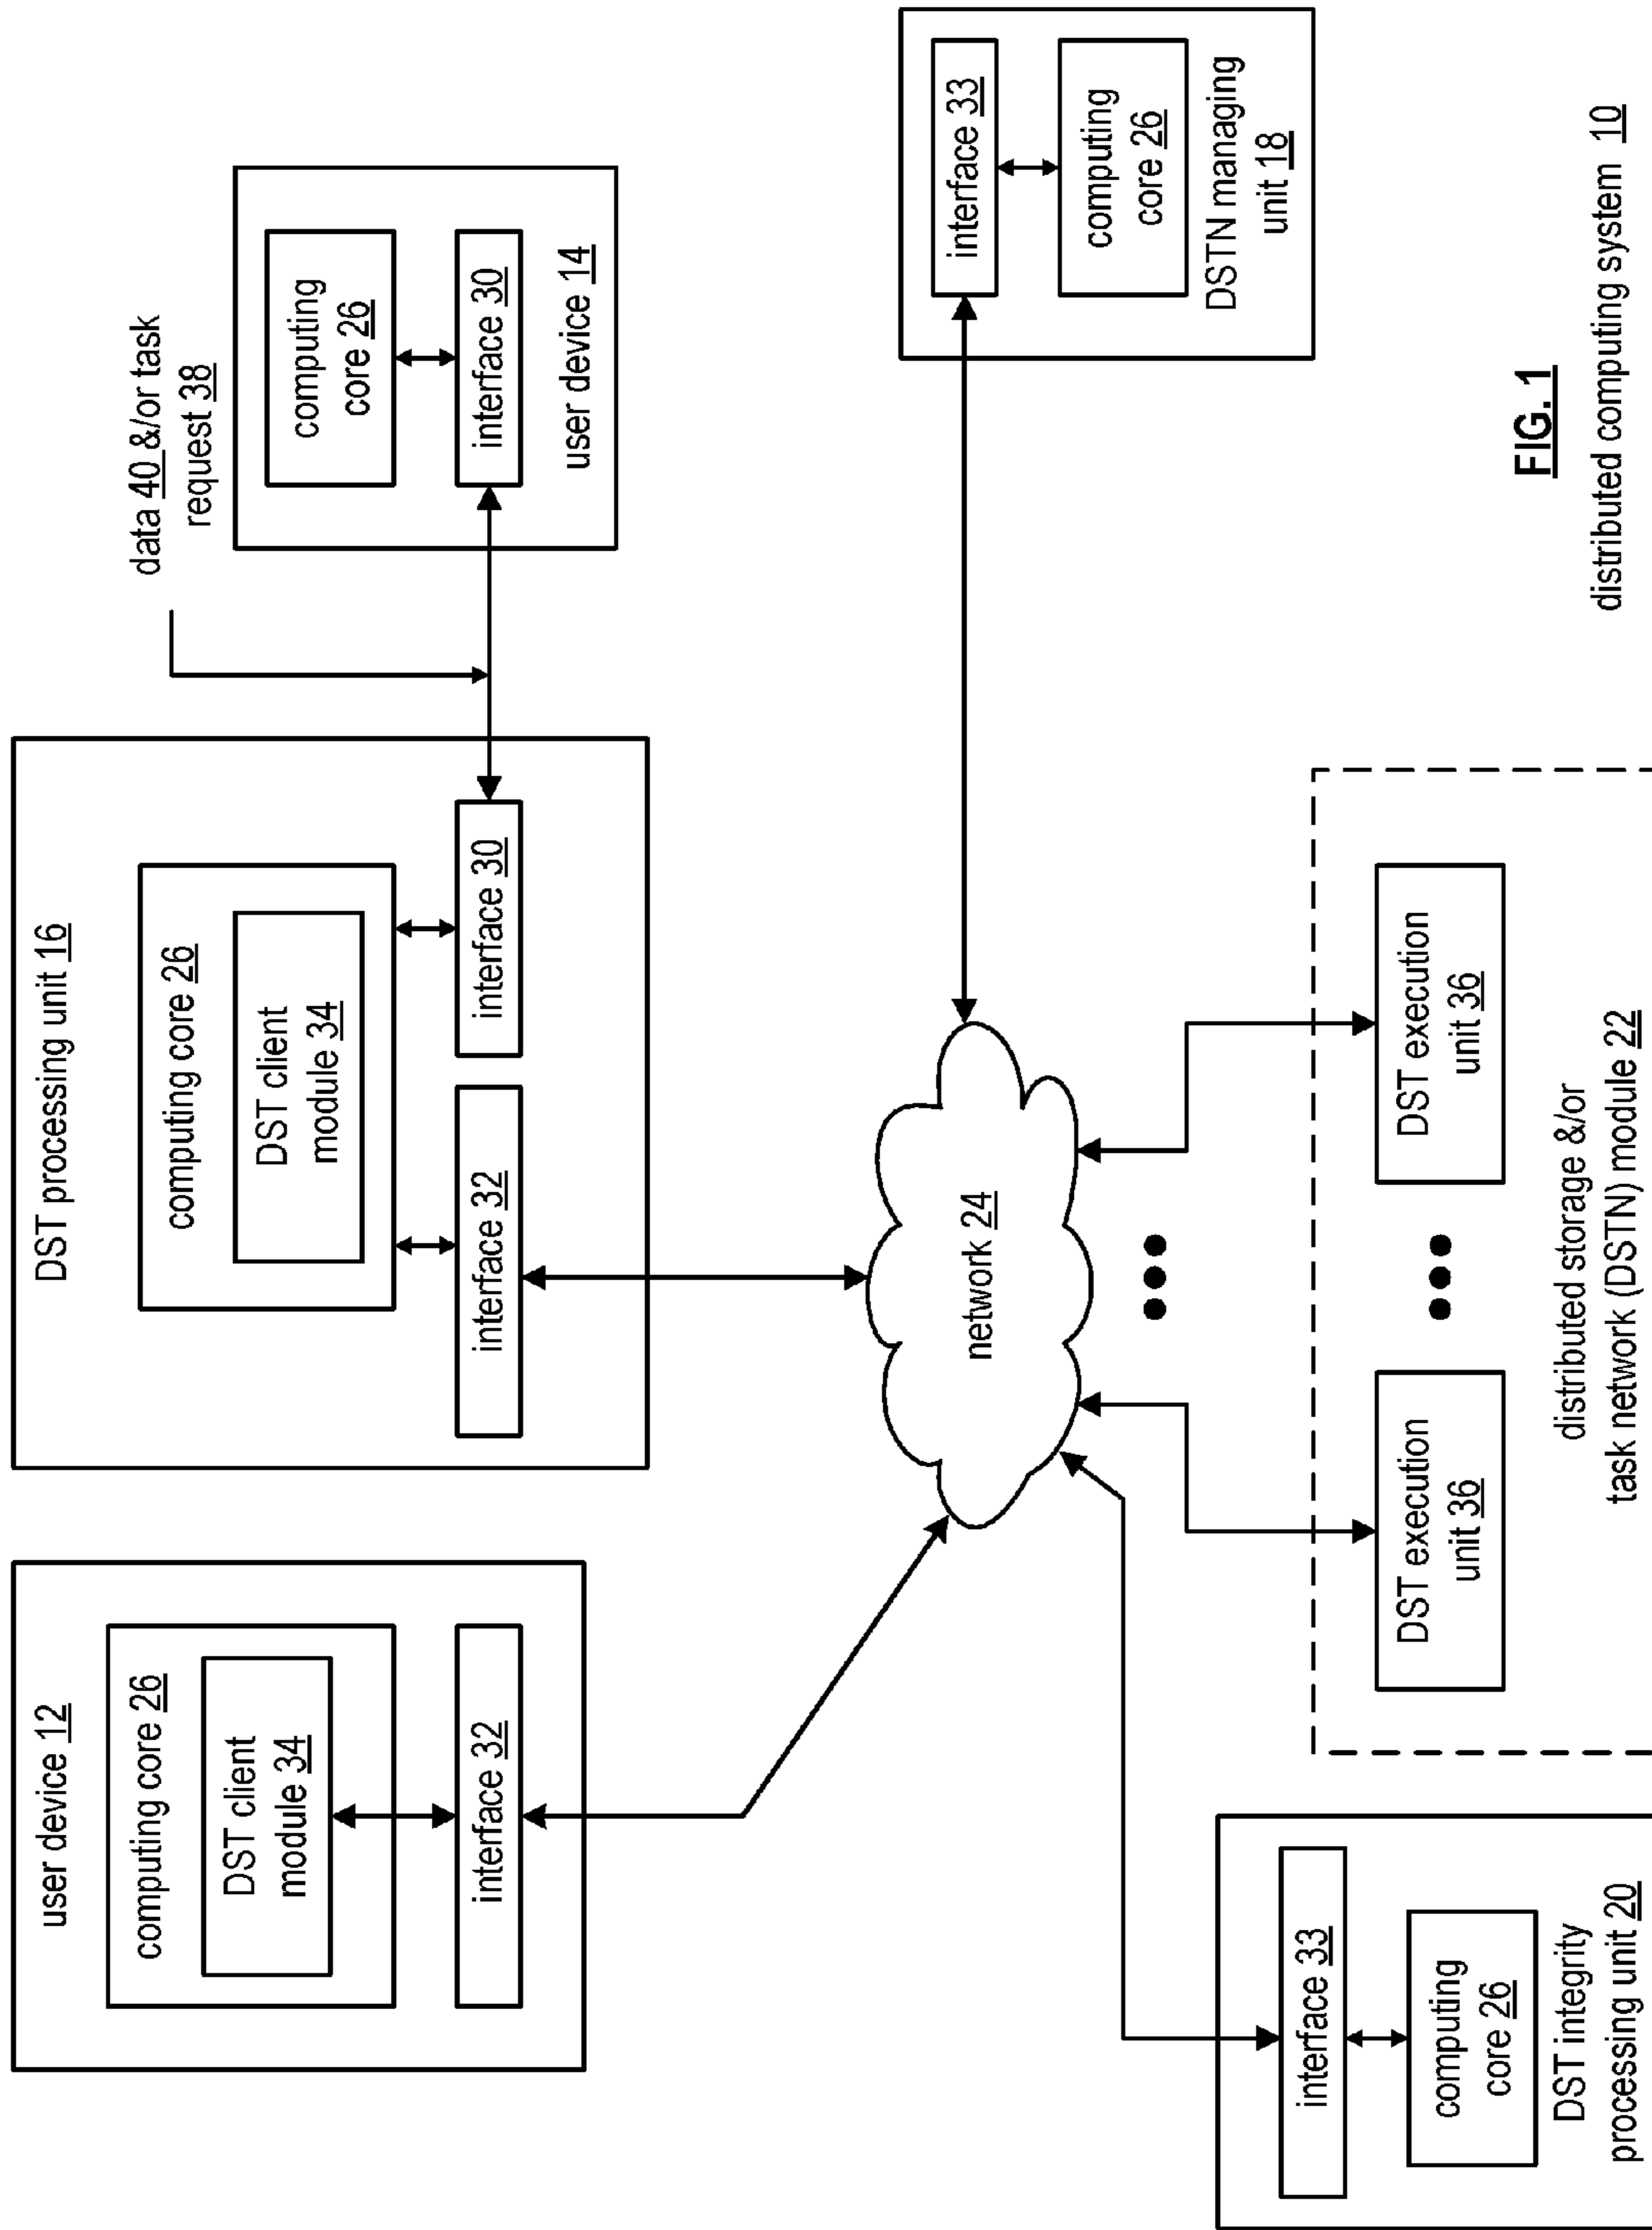 user device 12
computing core 26
DST client
module 34
interface 32
DST processing unit 16
computing core 26
DST client
module 34
interface 32
interface 30
data 40 &/or task
request 38
computing
core 26
interface 30
user device 14
network 24
interface 33
computing
core 26
DSTN managing
unit 18
interface 33
computing
core 26
DST integrity
processing unit 20
DST execution
unit 36
DST execution
unit 36
distributed storage &/or
task network (DSTN) module 22
FIG. 1
distributed computing system 10